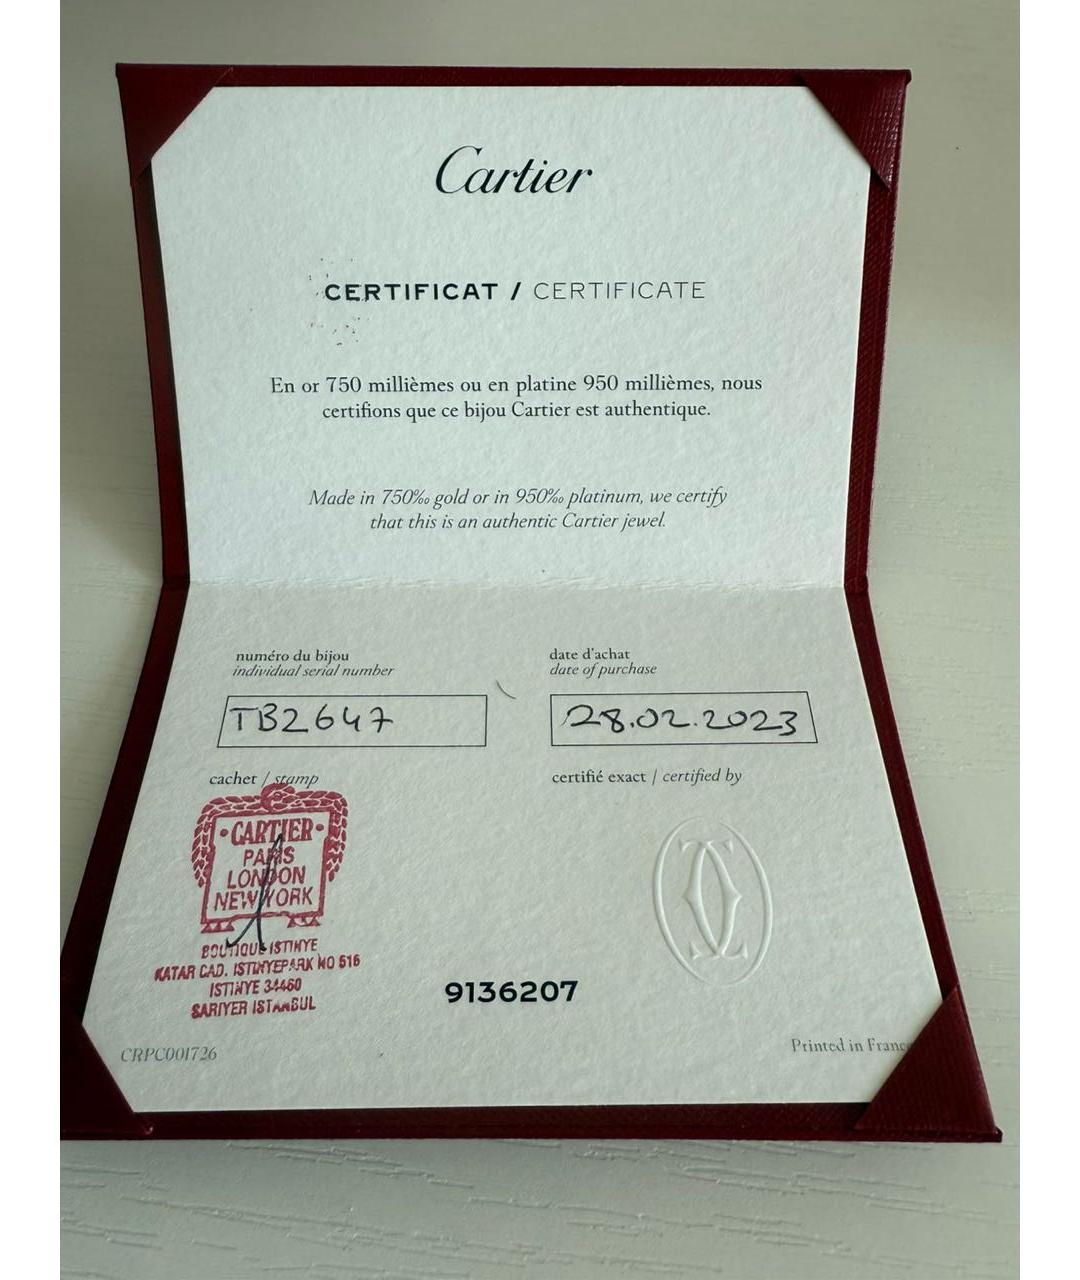 Cartier
CERTIFICAT / CERTIFICATE
En or 750 millièmes ou en platine 950 millièmes, nous
certifions que ce bijou Cartier est authentique.
Made in 750‰ gold or in 950‰ platinum, we certify
that this is an authentic Cartier jewel.
numéro du bijou
individual serial number
date d'achat
date of purchase
TB2647
28.02.2023
cachet / stamp
certifié exact / certified by
CARTIER
PARIS
LONDON
NEW YORK
BOUTIQUE ISTINYE
KATAR CAD. ISTINYEPARK NO 516
ISTINYE 34460
SARIYER ISTANBUL
9136207
CRPC001726
Printed in France